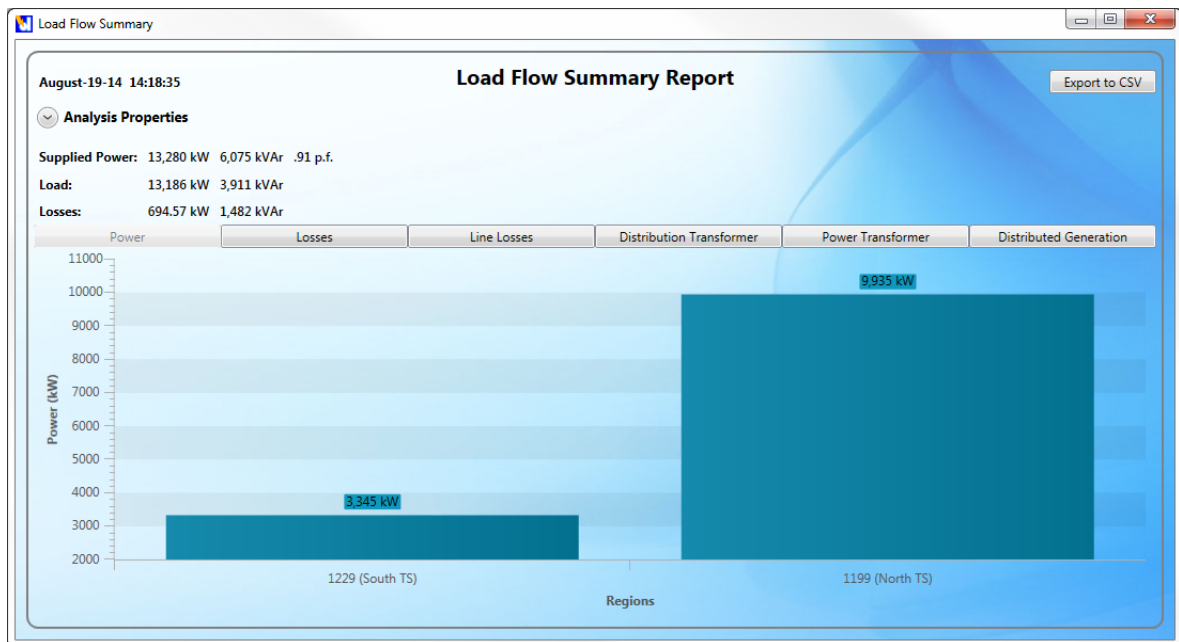 Load Flow Summary
August-19-14 14:18:35
Load Flow Summary Report
Export to CSV
Analysis Properties
Supplied Power: 13,280 kW 6,075 kVAr .91 p.f.
Load: 13,186 kW 3,911 kVAr
Losses: 694.57 kW 1,482 kVAr
Power Losses Line Losses Distribution Transformer Power Transformer Distributed Generation
11000
10000
9000
8000
7000
6000
5000
4000
3000
2000
Power (kW)
3,345 kW
9,935 kW
1229 (South TS) 1199 (North TS)
Regions